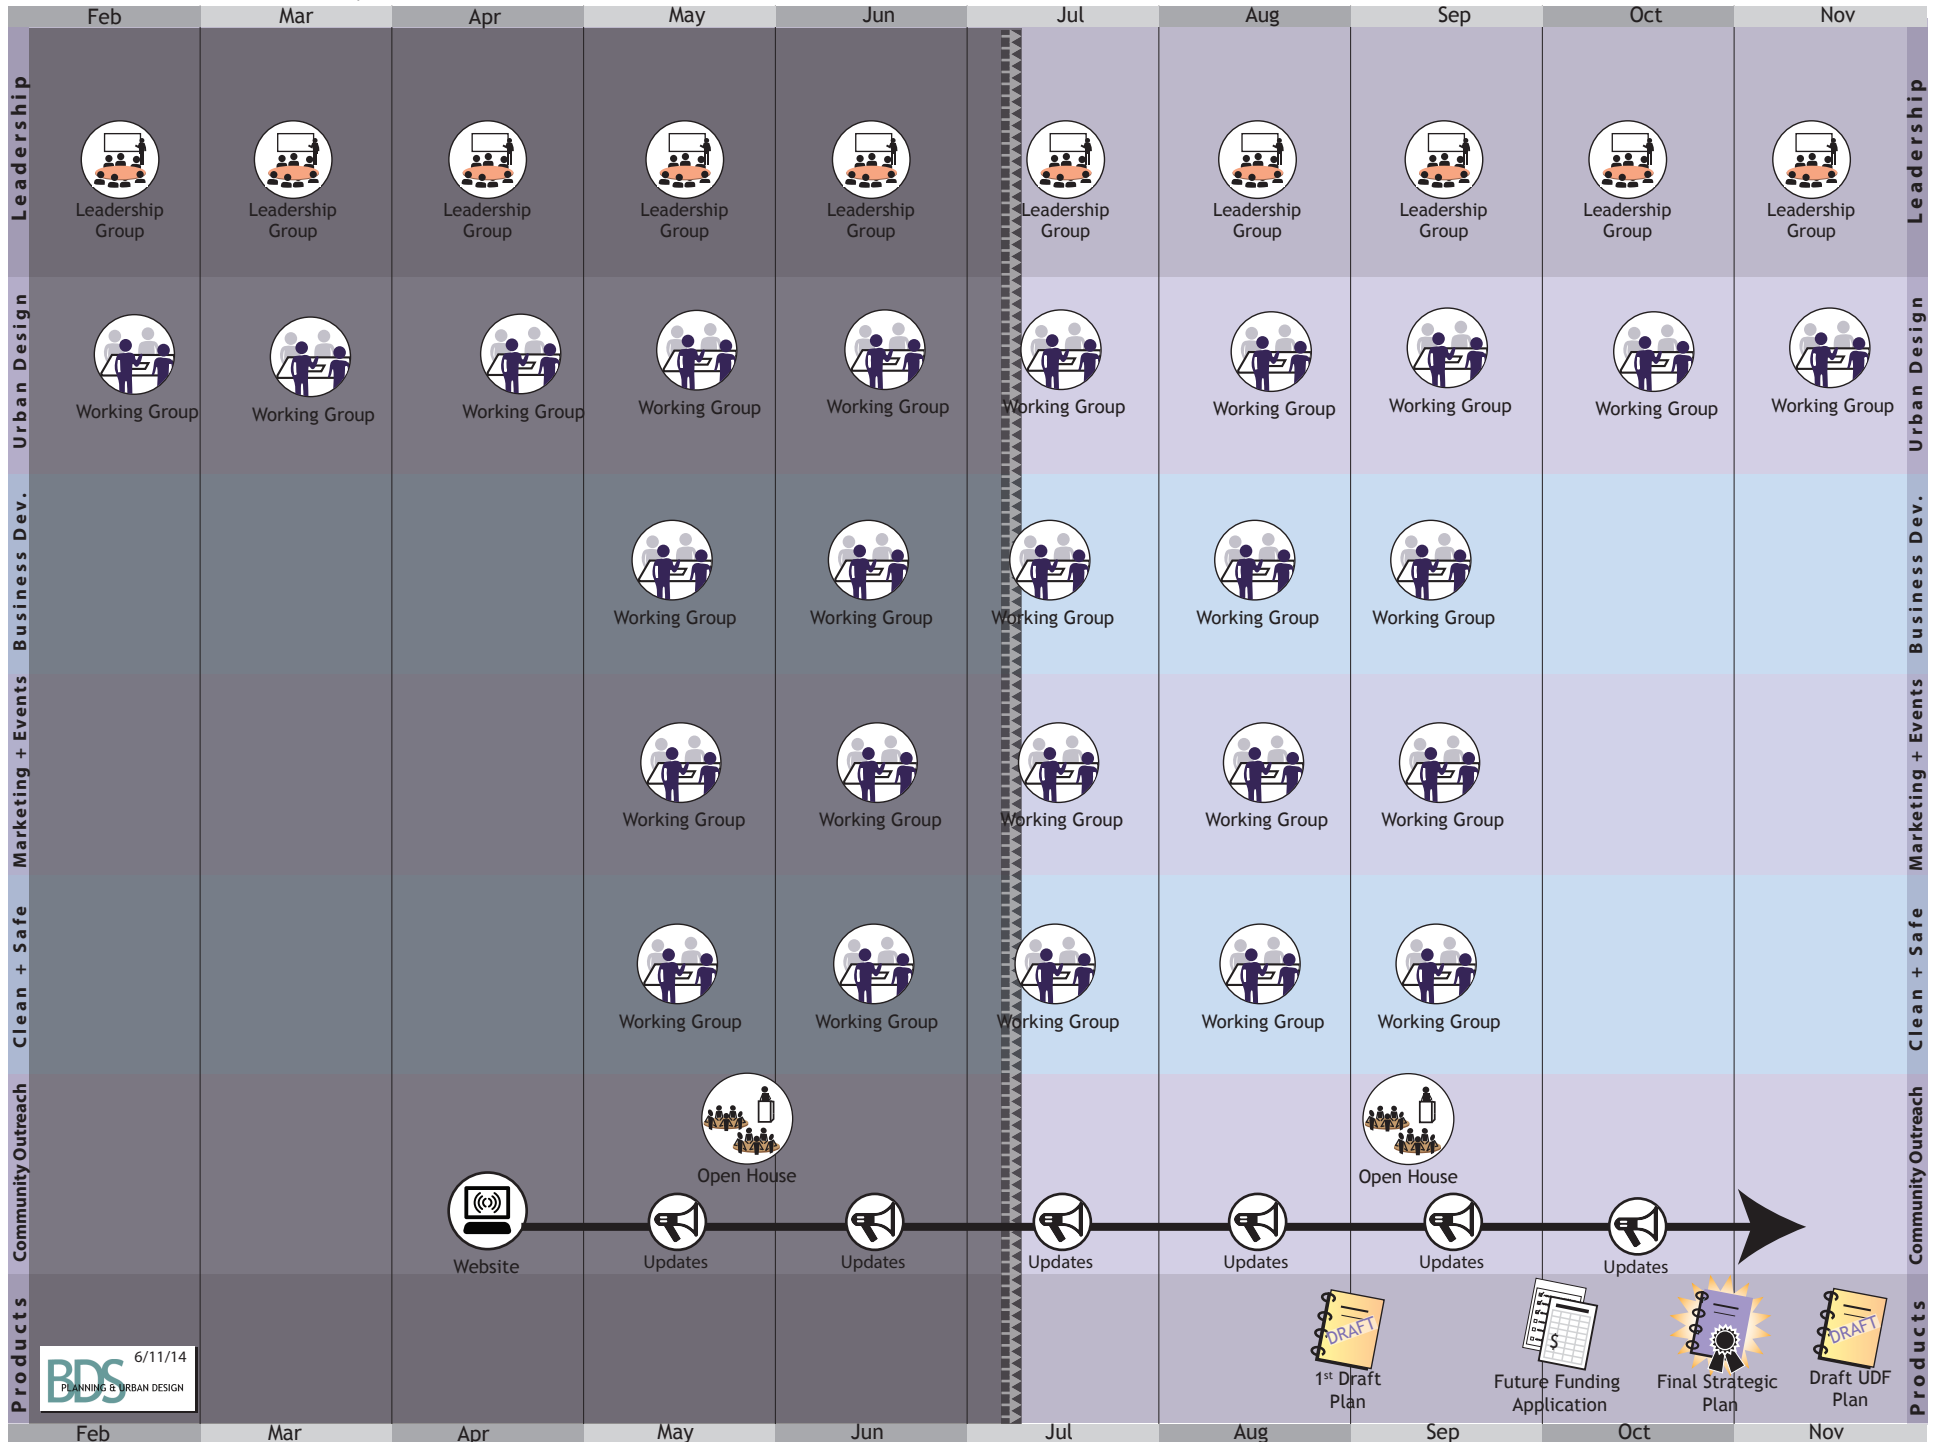 Feb Mar Apr May Jun Jul Aug Sep Oct Nov
Leadership
Leadership
Group
Leadership
Group
Leadership
Group
Leadership
Group
Leadership
Group
Leadership
Group
Leadership
Group
Leadership
Group
Leadership
Group
Leadership
Group
Leadership
Urban Design
Working Group
Working Group
Working Group
Working Group
Working Group
Working Group
Working Group
Working Group
Working Group
Working Group
Urban Design
Business Dev.
Working Group
Working Group
Working Group
Working Group
Working Group
Business Dev.
Marketing + Events
Working Group
Working Group
Working Group
Working Group
Working Group
Marketing + Events
Clean + Safe
Working Group
Working Group
Working Group
Working Group
Working Group
Clean + Safe
Community Outreach
Open House
Open House
Website
Updates
Updates
Updates
Updates
Updates
Updates
Community Outreach
Products
6/11/14
BDS
PLANNING & URBAN DESIGN
DRAFT
1st Draft
Plan
$
Future Funding
Application
Final Strategic
Plan
DRAFT
Draft UDF
Plan
Products
Feb Mar Apr May Jun Jul Aug Sep Oct Nov